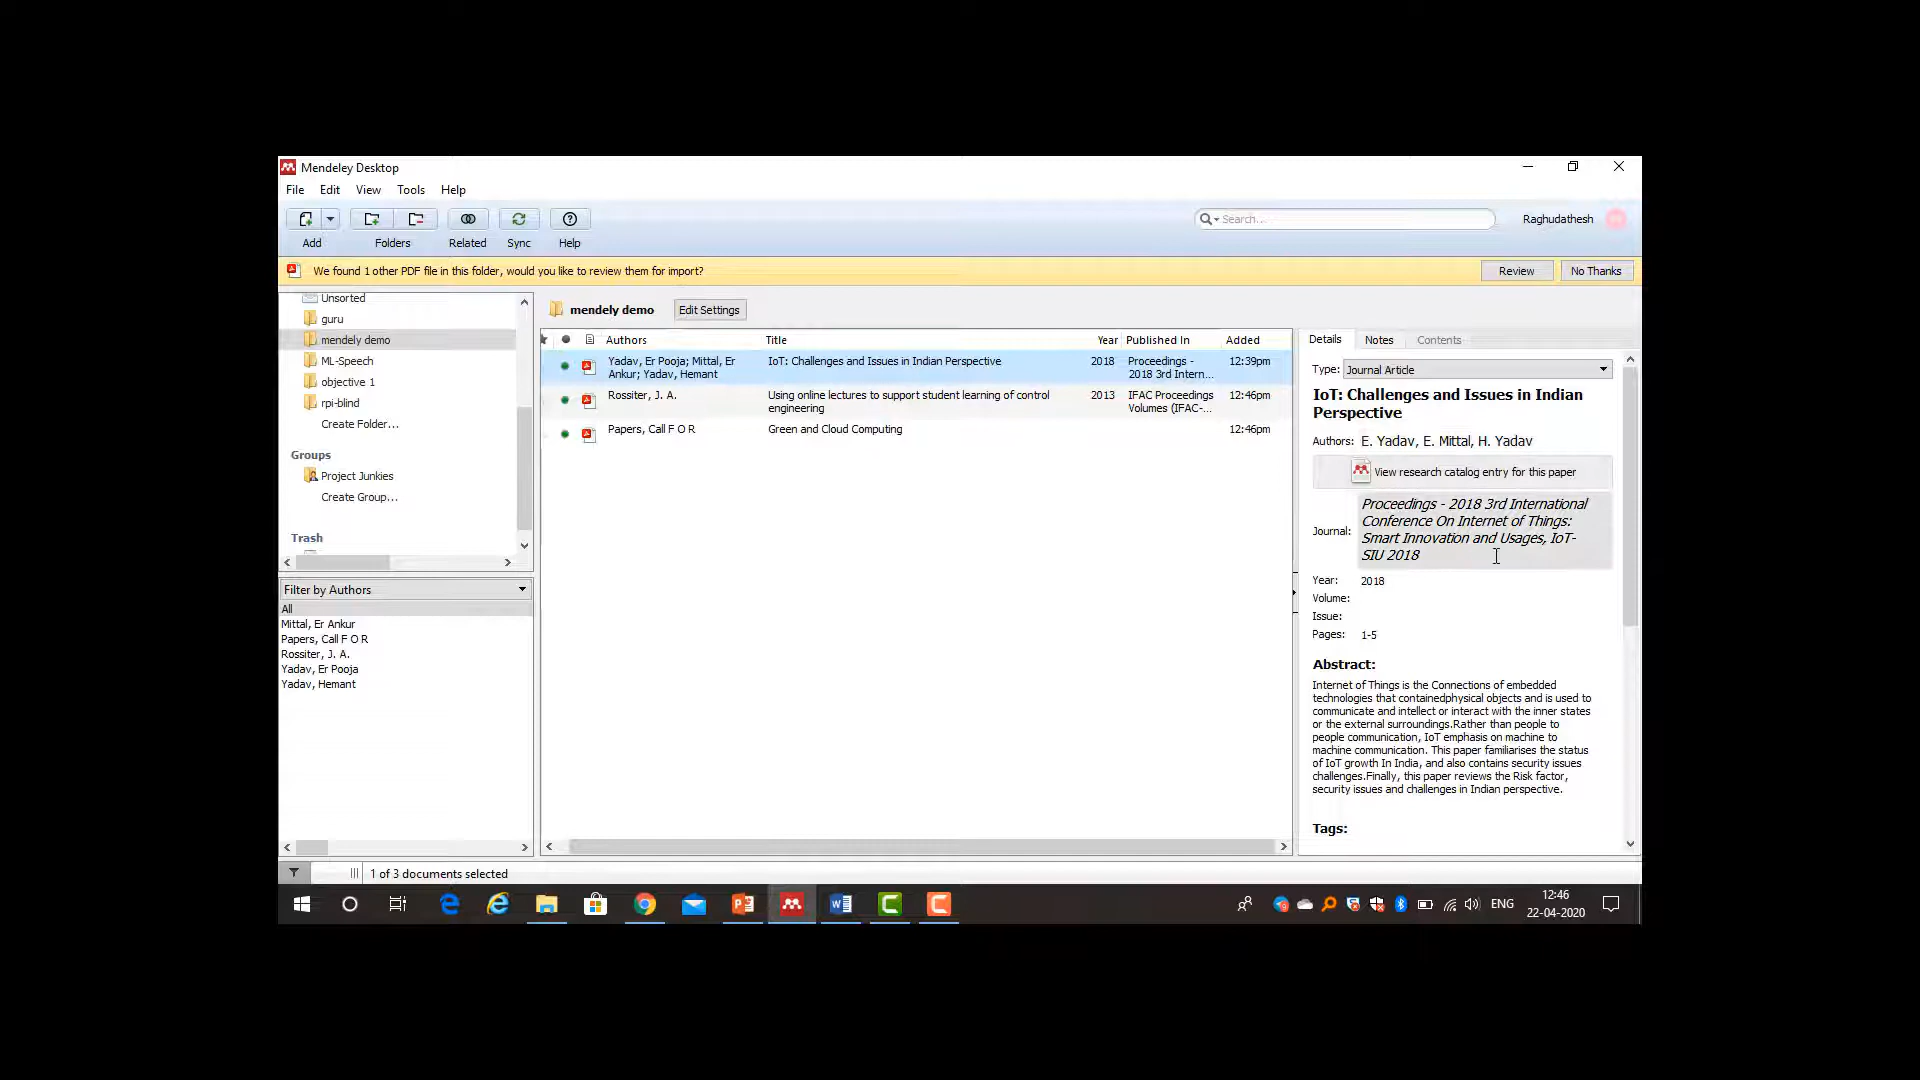 Mendeley Desktop
File Edit View Tools Help
Search...
Raghudathesh
Add Folders Related Sync Help
We found 1 other PDF file in this folder, would you like to review them for import?
Review
No Thanks
Unsorted
guru
mendely demo
ML-Speech
objective 1
rpi-blind
Create Folder...
Groups
Project Junkies
Create Group...
Trash
Filter by Authors
All
Mittal, Er Ankur
Papers, Call F O R
Rossiter, J. A.
Yadav, Er Pooja
Yadav, Hemant
mendely demo
Edit Settings
Authors Title Year Published In Added
Yadav, Er Pooja; Mittal, Er IoT: Challenges and Issues in Indian Perspective 2018 Proceedings - 12:39pm
Ankur; Yadav, Hemant 2018 3rd Intern...
Rossiter, J. A. Using online lectures to support student learning of control 2013 IFAC Proceedings 12:46pm
engineering Volumes (IFAC-...
Papers, Call F O R Green and Cloud Computing 12:46pm
Details Notes Contents
Type: Journal Article
IoT: Challenges and Issues in Indian
Perspective
Authors: E. Yadav, E. Mittal, H. Yadav
View research catalog entry for this paper
Proceedings - 2018 3rd International
Conference On Internet of Things:
Journal:
Smart Innovation and Usages, IoT-
SIU 2018
Year: 2018
Volume:
Issue:
Pages: 1-5
Abstract:
Internet of Things is the Connections of embedded
technologies that containedphysical objects and is used to
communicate and intellect or interact with the inner states
or the external surroundings.Rather than people to
people communication, IoT emphasis on machine to
machine communication. This paper familiarises the status
of IoT growth In India, and also contains security issues
challenges.Finally, this paper reviews the Risk factor,
security issues and challenges in Indian perspective.
Tags:
1 of 3 documents selected
ENG
12:46
22-04-2020